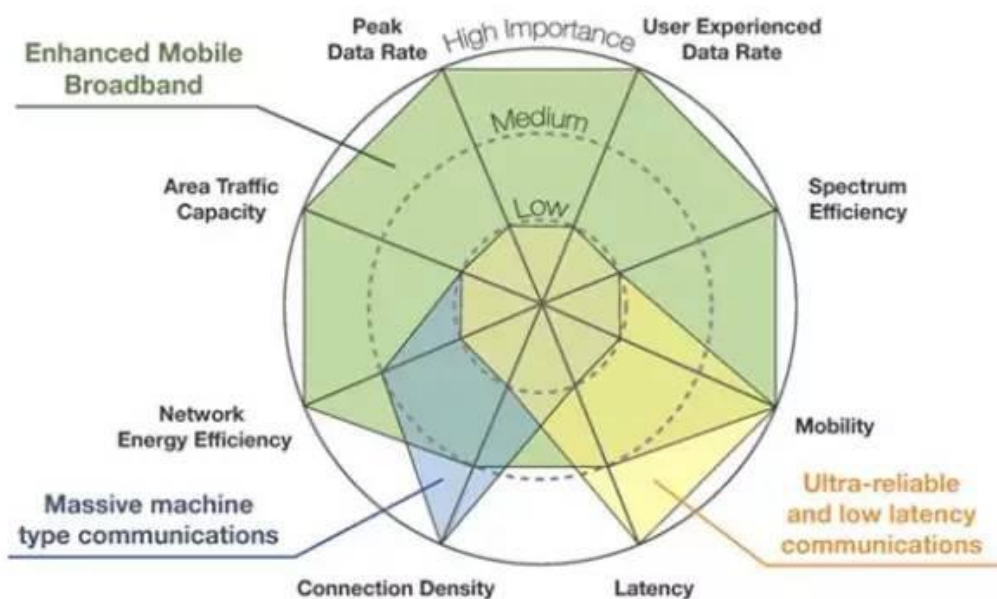 Enhanced Mobile
Broadband
Peak
Data Rate
High Importance
User Experienced
Data Rate
Medium
Low
Area Traffic
Capacity
Spectrum
Efficiency
Network
Energy Efficiency
Mobility
Massive machine
type communications
Ultra-reliable
and low latency
communications
Connection Density
Latency